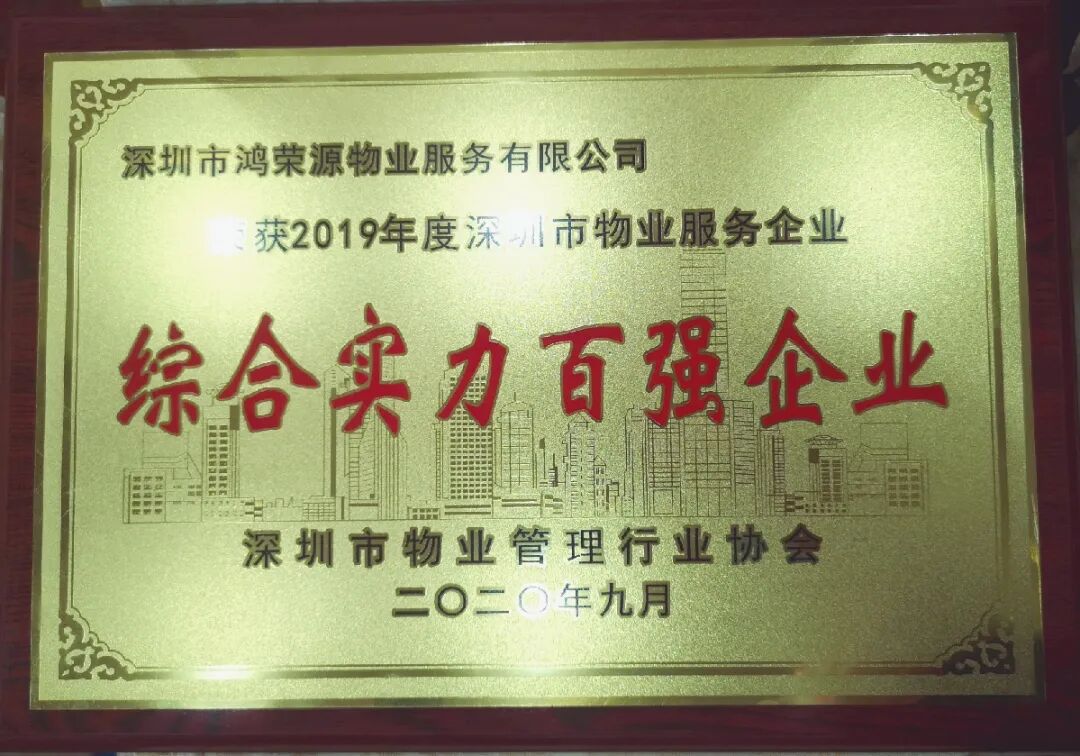 深圳市鸿荣源物业服务有限公司
荣获2019年度深圳市物业服务企业
综合实力百强企业
深圳市物业管理行业协会
二〇二〇年九月